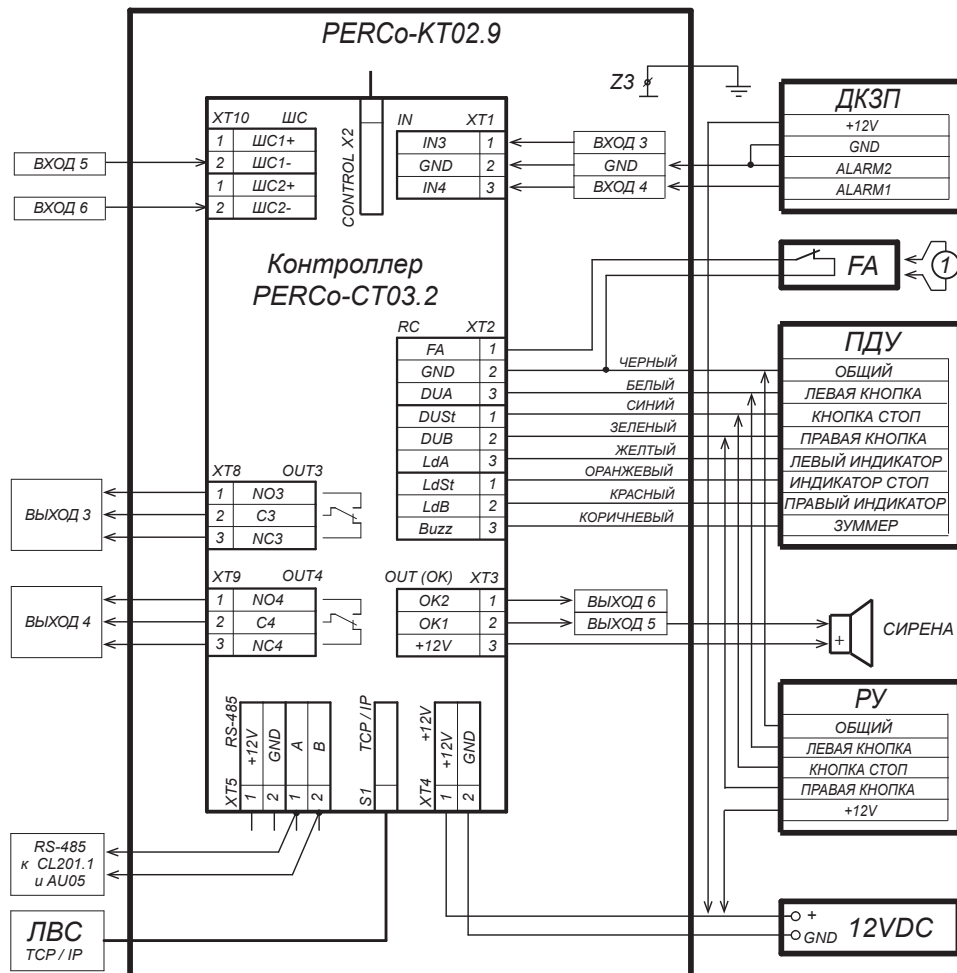 PERCo-KT02.9
Z3
XT10 ШС
1 ШС1+
2 ШС1-
1 ШС2+
2 ШС2-
ВХОД 5
ВХОД 6
CONTROL X2
IN XT1
IN3 1
GND 2
IN4 3
ВХОД 3
GND
ВХОД 4
ДКЗП
+12V
GND
ALARM2
ALARM1
Контроллер
PERCo-CT03.2
FA
1
RC XT2
FA 1
GND 2
DUA 3
DUSt 1
DUB 2
LdA 3
LdSt 1
LdB 2
Buzz 3
ЧЕРНЫЙ
БЕЛЫЙ
СИНИЙ
ЗЕЛЕНЫЙ
ЖЕЛТЫЙ
ОРАНЖЕВЫЙ
КРАСНЫЙ
КОРИЧНЕВЫЙ
ПДУ
ОБЩИЙ
ЛЕВАЯ КНОПКА
КНОПКА СТОП
ПРАВАЯ КНОПКА
ЛЕВЫЙ ИНДИКАТОР
ИНДИКАТОР СТОП
ПРАВЫЙ ИНДИКАТОР
ЗУММЕР
XT8 OUT3
1 NO3
2 C3
3 NC3
ВЫХОД 3
XT9 OUT4
1 NO4
2 C4
3 NC4
ВЫХОД 4
OUT (OK) XT3
OK2 1
OK1 2
+12V 3
ВЫХОД 6
ВЫХОД 5
+
СИРЕНА
РУ
ОБЩИЙ
ЛЕВАЯ КНОПКА
КНОПКА СТОП
ПРАВАЯ КНОПКА
+12V
XT5 RS-485
1 +12V
2 GND
1 A
2 B
S1 TCP / IP
XT4 +12V
1 +12V
2 GND
RS-485
к CL201.1
и AU05
ЛВС
TCP / IP
+
GND
12VDC